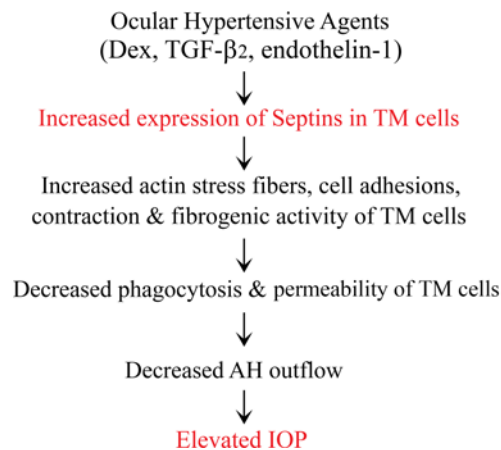 Ocular Hypertensive Agents
(Dex, TGF-β2, endothelin-1)
Increased expression of Septins in TM cells
Increased actin stress fibers, cell adhesions,
contraction & fibrogenic activity of TM cells
Decreased phagocytosis & permeability of TM cells
Decreased AH outflow
Elevated IOP